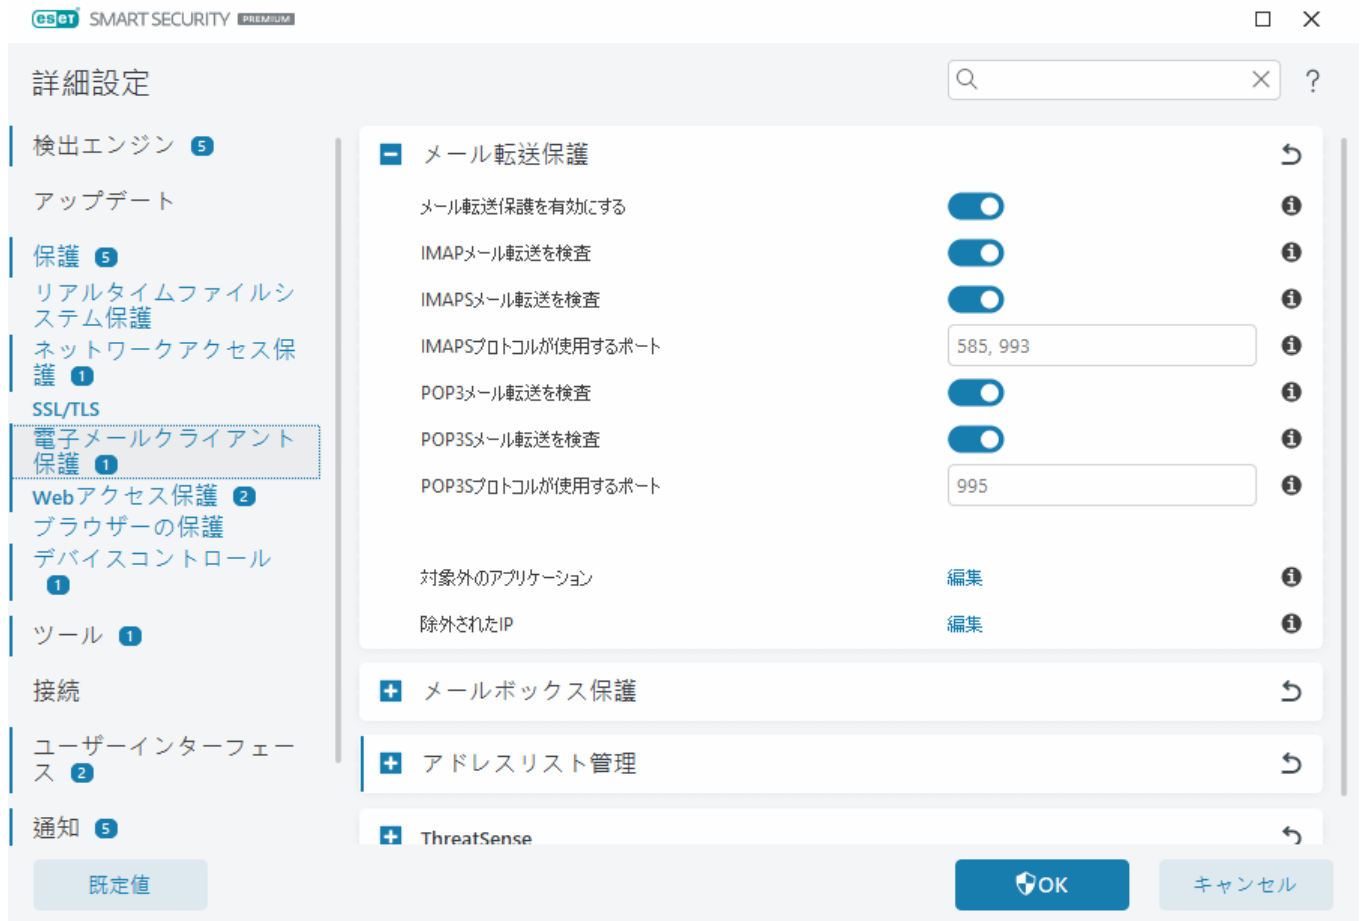 eset SMART SECURITY PREMIUM
詳細設定
?
検出エンジン 5
アップデート
保護 5
リアルタイムファイルシ
ステム保護
ネットワークアクセス保
護 1
SSL/TLS
電子メールクライアント
保護 1
Webアクセス保護 2
ブラウザーの保護
デバイスコントロール
1
ツール 1
接続
ユーザーインターフェー
ス 2
通知 5
メール転送保護
メール転送保護を有効にする
IMAPメール転送を検査
IMAPSメール転送を検査
IMAPSプロトコルが使用するポート 585, 993
POP3メール転送を検査
POP3Sメール転送を検査
POP3Sプロトコルが使用するポート 995
対象外のアプリケーション 編集
除外されたIP 編集
メールボックス保護
アドレスリスト管理
ThreatSense
既定値 OK キャンセル